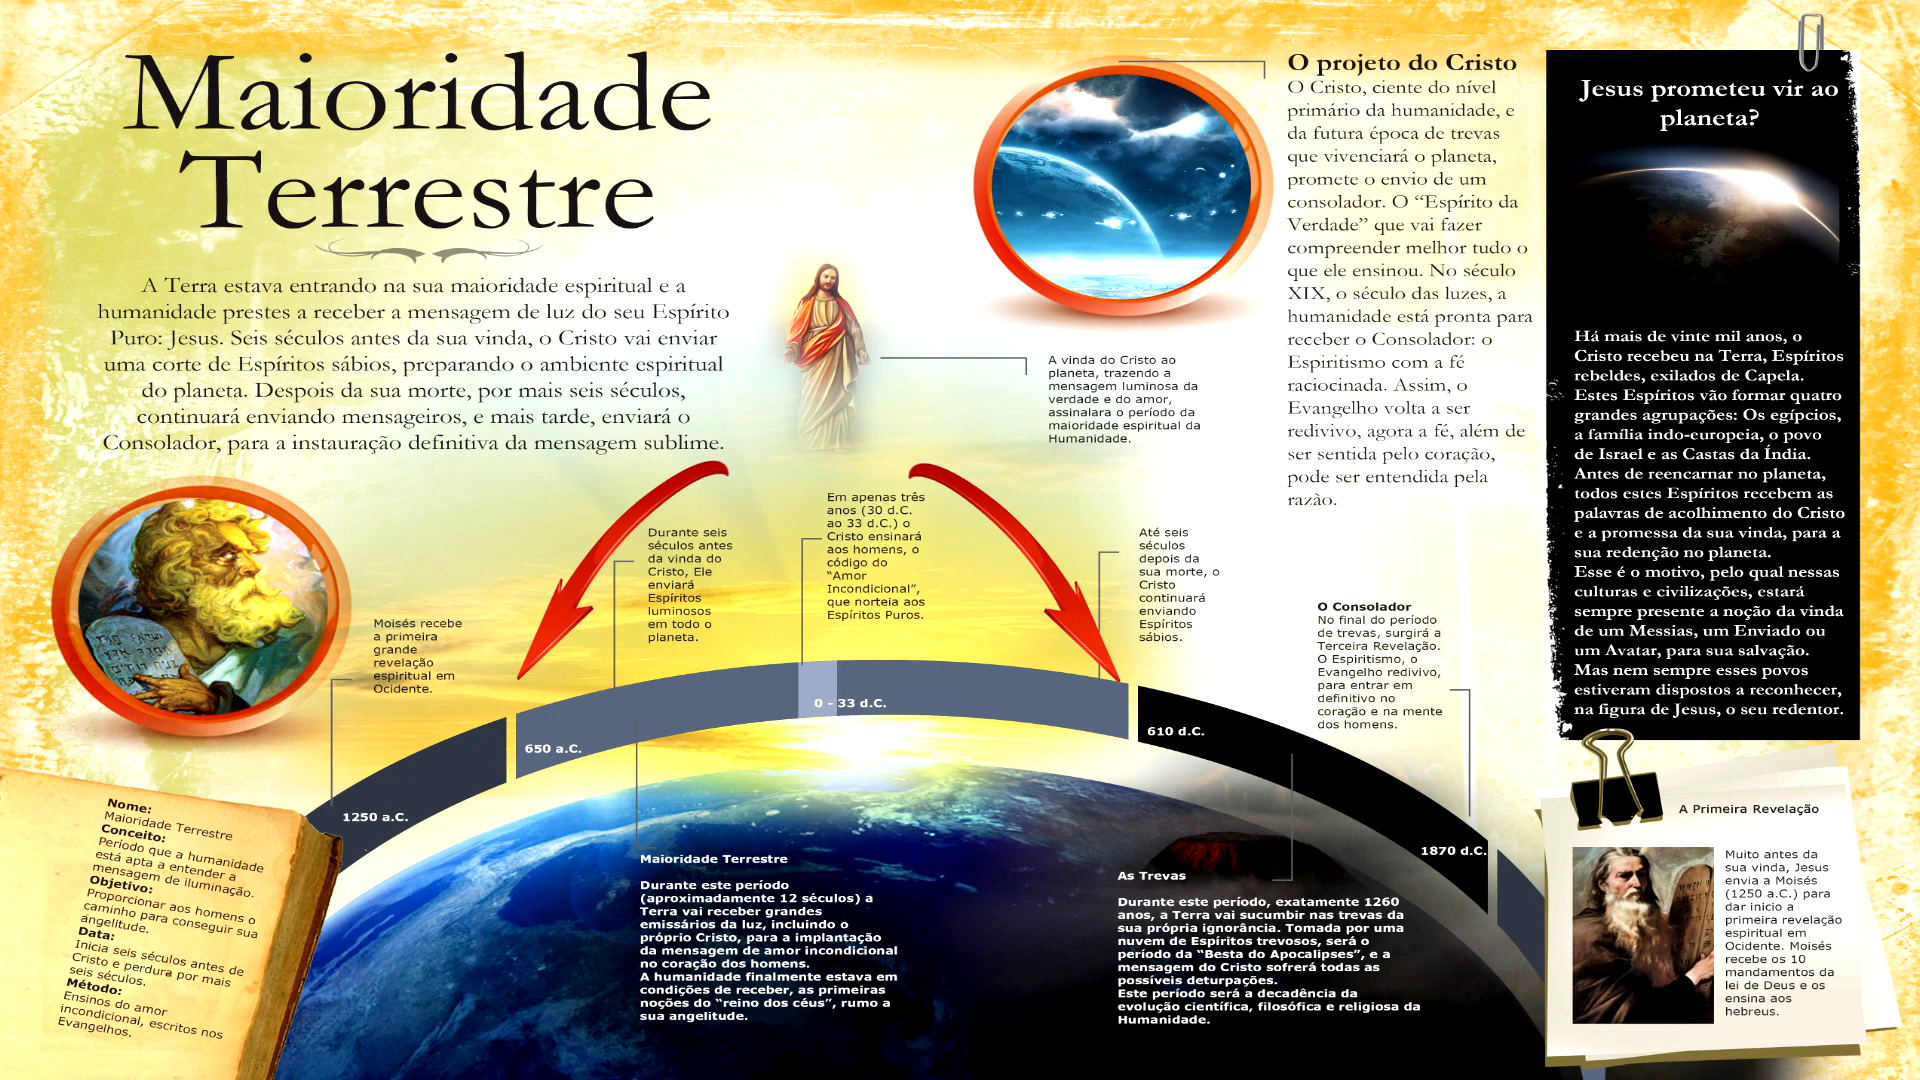 Maioridade
Terrestre
A Terra estava entrando na sua maioridade espiritual e a
humanidade prestes a receber a mensagem de luz do seu Espírito
Puro: Jesus. Seis séculos antes da sua vinda, o Cristo vai enviar
uma corte de Espíritos sábios, preparando o ambiente espiritual
do planeta. Despois da sua morte, por mais seis séculos,
continuará enviando mensageiros, e mais tarde, enviará o
Consolador, para a instauração definitiva da mensagem sublime.
A vinda do Cristo ao
planeta, trazendo a
mensagem luminosa da
verdade e do amor,
assinalara o período da
maioridade espiritual da
Humanidade.
O projeto do Cristo
O Cristo, ciente do nível
primário da humanidade, e
da futura época de trevas
que vivenciará o planeta,
promete o envio de um
consolador. O “Espírito da
Verdade” que vai fazer
compreender melhor tudo o
que ele ensinou. No século
XIX, o século das luzes, a
humanidade está pronta para
receber o Consolador: o
Espiritismo com a fé
raciocinada. Assim, o
Evangelho volta a ser
redivivo, agora a fé, além de
ser sentida pelo coração,
pode ser entendida pela
razão.
Jesus prometeu vir ao
planeta?
Há mais de vinte mil anos, o
Cristo recebeu na Terra, Espíritos
rebeldes, exilados de Capela.
Estes Espíritos vão formar quatro
grandes agrupações: Os egípcios,
a família indo-europeia, o povo
de Israel e as Castas da Índia.
Antes de reencarnar no planeta,
todos estes Espíritos recebem as
palavras de acolhimento do Cristo
e a promessa da sua vinda, para a
sua redenção no planeta.
Esse é o motivo, pelo qual nessas
culturas e civilizações, estará
sempre presente a noção da vinda
de um Messias, um Enviado ou
um Avatar, para sua salvação.
Mas nem sempre esses povos
estiveram dispostos a reconhecer,
na figura de Jesus, o seu redentor.
Moisés recebe
a primeira
grande
revelação
espiritual em
Ocidente.
Durante seis
séculos antes
da vinda do
Cristo, Ele
enviará
Espíritos
luminosos
em todo o
planeta.
Em apenas três
anos (30 d.C.
ao 33 d.C.) o
Cristo ensinará
aos homens, o
código do
“Amor
Incondicional”,
que norteia aos
Espíritos Puros.
Até seis
séculos
depois da
sua morte, o
Cristo
continuará
enviando
Espíritos
sábios.
O Consolador
No final do período
de trevas, surgirá a
Terceira Revelação.
O Espiritismo, o
Evangelho redivivo,
para entrar em
definitivo no
coração e na mente
dos homens.
1250 a.C.
650 a.C.
0 - 33 d.C.
610 d.C.
1870 d.C.
Nome:
Maioridade Terrestre
Conceito:
Período que a humanidade
está apta a entender a
mensagem de iluminação.
Objetivo:
Proporcionar aos homens o
caminho para conseguir sua
angelitude.
Data:
Inicia seis séculos antes de
Cristo e perdura por mais
seis séculos.
Método:
Ensinos do amor
incondicional, escritos nos
Evangelhos.
Maioridade Terrestre
Durante este período
(aproximadamente 12 séculos) a
Terra vai receber grandes
emissários da luz, incluindo o
próprio Cristo, para a implantação
da mensagem de amor incondicional
no coração dos homens.
A humanidade finalmente estava em
condições de receber, as primeiras
noções do “reino dos céus”, rumo a
sua angelitude.
As Trevas
Durante este período, exatamente 1260
anos, a Terra vai sucumbir nas trevas da
sua própria ignorância. Tomada por uma
nuvem de Espíritos trevosos, será o
período da “Besta do Apocalipses”, e a
mensagem do Cristo sofrerá todas as
possíveis deturpações.
Este período será a decadência da
evolução científica, filosófica e religiosa da
Humanidade.
A Primeira Revelação
Muito antes da
sua vinda, Jesus
envia a Moisés
(1250 a.C.) para
dar inicio a
primeira revelação
espiritual em
Ocidente. Moisés
recebe os 10
mandamentos da
lei de Deus e os
ensina aos
hebreus.